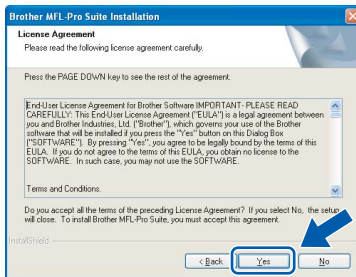 Brother MFL-Pro Suite Installation
License Agreement
Please read the following license agreement carefully.
Press the PAGE DOWN key to see the rest of the agreement.
End-User License Agreement for Brother Software IMPORTANT- PLEASE READ
CAREFULLY: This End-User License Agreement ("EULA") is a legal agreement between
you and Brother Industries, Ltd. ("Brother"), which governs your use of the Brother
software that will be installed if you press the "Yes" button on this Dialog Box
("SOFTWARE"). By pressing "Yes", you agree to be legally bound by the terms of this
EULA. If you do not agree to the terms of this EULA, you obtain no license to the
SOFTWARE. In such case, you may not use the SOFTWARE.
Terms and Conditions.
Do you accept all the terms of the preceding License Agreement? If you select No, the setup
will close. To install Brother MFL-Pro Suite, you must accept this agreement.
InstallShield
< Back
Yes
No